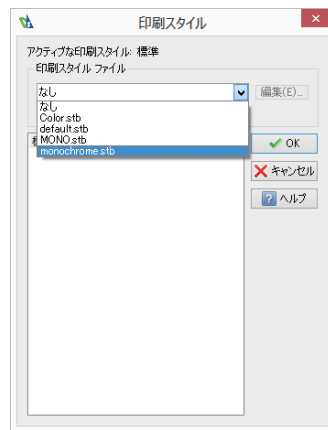 印刷スタイル
アクティブな印刷スタイル: 標準
印刷スタイル ファイル
なし
編集(E)...
なし
Color.stb
default.stb
MONO.stb
monochrome.stb
OK
キャンセル
? ヘルプ